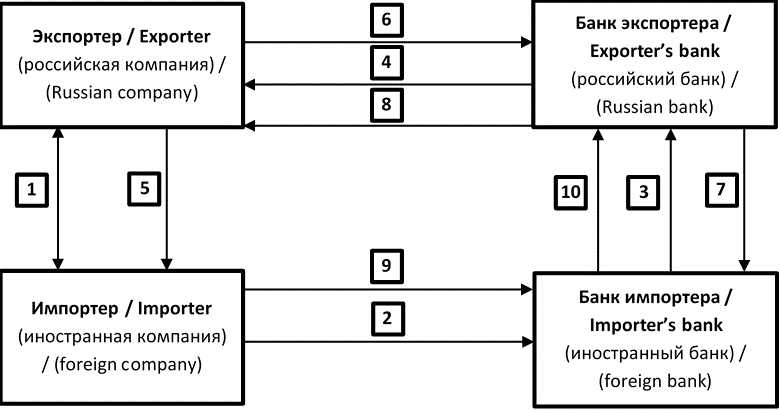 Экспортер / Exporter
(российская компания) /
(Russian company)
6
4
8
Банк экспортера /
Exporter’s bank
(российский банк) /
(Russian bank)
1
5
10
3
7
9
2
Импортер / Importer
(иностранная компания)
/ (foreign company)
Банк импортера /
Importer’s bank
(иностранный банк) /
(foreign bank)